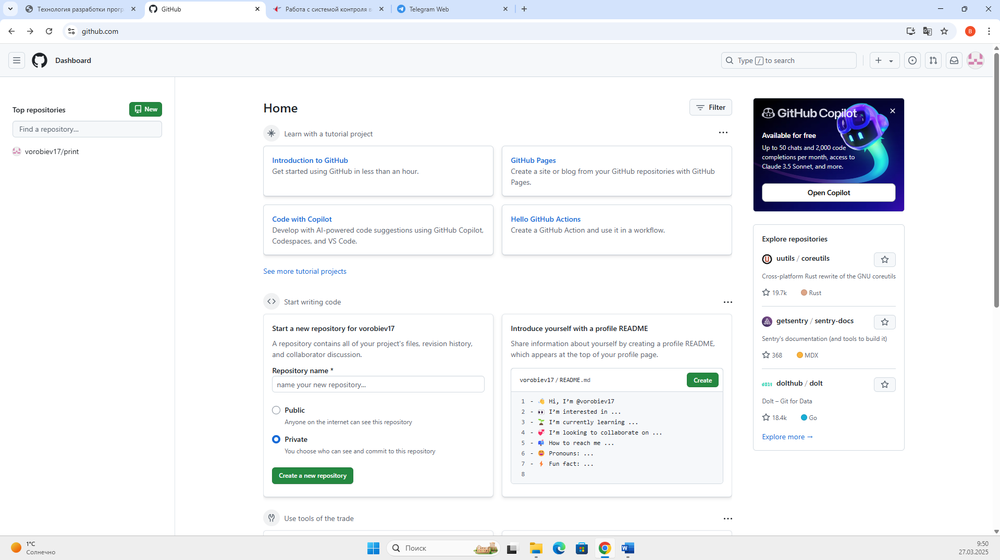 Технология разработки прогр
GitHub
Работа с системой контроля в
Telegram Web
github.com
В
Dashboard
Type / to search
Top repositories
New
Find a repository...
vorobiev17/print
Home
Filter
Learn with a tutorial project
Introduction to GitHub
Get started using GitHub in less than an hour.
GitHub Pages
Create a site or blog from your GitHub repositories with GitHub
Pages.
Code with Copilot
Develop with AI-powered code suggestions using GitHub Copilot,
Codespaces, and VS Code.
Hello GitHub Actions
Create a GitHub Action and use it in a workflow.
See more tutorial projects
Start writing code
Start a new repository for vorobiev17
A repository contains all of your project's files, revision history,
and collaborator discussion.
Repository name *
name your new repository...
Public
Anyone on the internet can see this repository
Private
You choose who can see and commit to this repository
Create a new repository
Introduce yourself with a profile README
Share information about yourself by creating a profile README,
which appears at the top of your profile page.
vorobiev17 / README.md
Create
1 - 👋 Hi, I'm @vorobiev17
2 - 👀 I'm interested in ...
3 - 🌱 I'm currently learning ...
4 - 💞️ I'm looking to collaborate on ...
5 - 📫 How to reach me ...
6 - 😄 Pronouns: ...
7 - ⚡ Fun fact: ...
8
Use tools of the trade
GitHub Copilot
Available for free
Up to 50 chats and 2,000 code
completions per month, access to
Claude 3.5 Sonnet, and more.
Open Copilot
Explore repositories
uutils / coreutils
Cross-platform Rust rewrite of the GNU coreutils
19.7k
Rust
getsentry / sentry-docs
Sentry's documentation (and tools to build it)
368
MDX
dolt
dolthub / dolt
Dolt – Git for Data
18.4k
Go
Explore more →
1°C
Солнечно
Поиск
9:50
27.03.2025